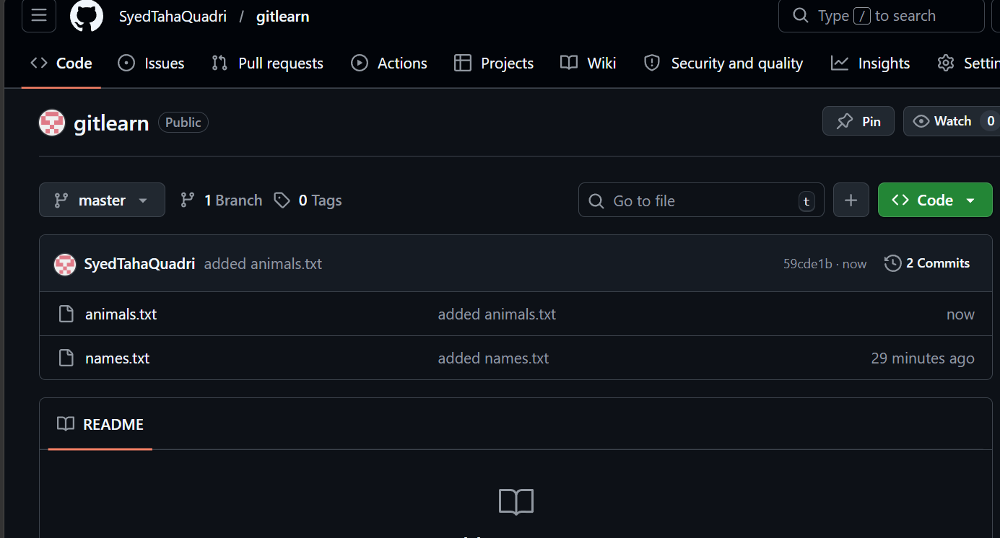 SyedTahaQuadri / gitlearn
Type / to search
Code Issues Pull requests Actions Projects Wiki Security and quality Insights Settin
gitlearn Public
Pin Watch 0
master 1 Branch 0 Tags
Go to file t
Code
SyedTahaQuadri added animals.txt 59cde1b · now 2 Commits
animals.txt added animals.txt now
names.txt added names.txt 29 minutes ago
README